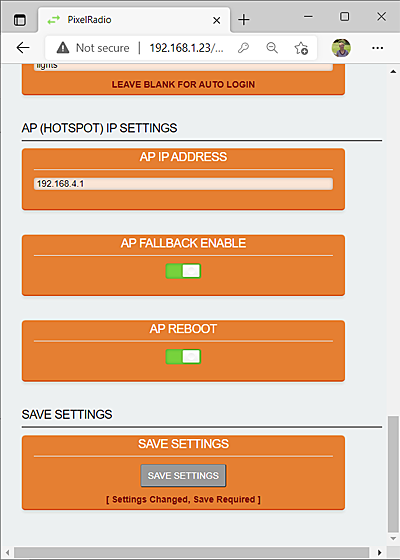 PixelRadio
Not secure
192.168.1.23/...
lights
LEAVE BLANK FOR AUTO LOGIN
AP (HOTSPOT) IP SETTINGS
AP IP ADDRESS
192.168.4.1
AP FALLBACK ENABLE
AP REBOOT
SAVE SETTINGS
SAVE SETTINGS
SAVE SETTINGS
[ Settings Changed, Save Required ]